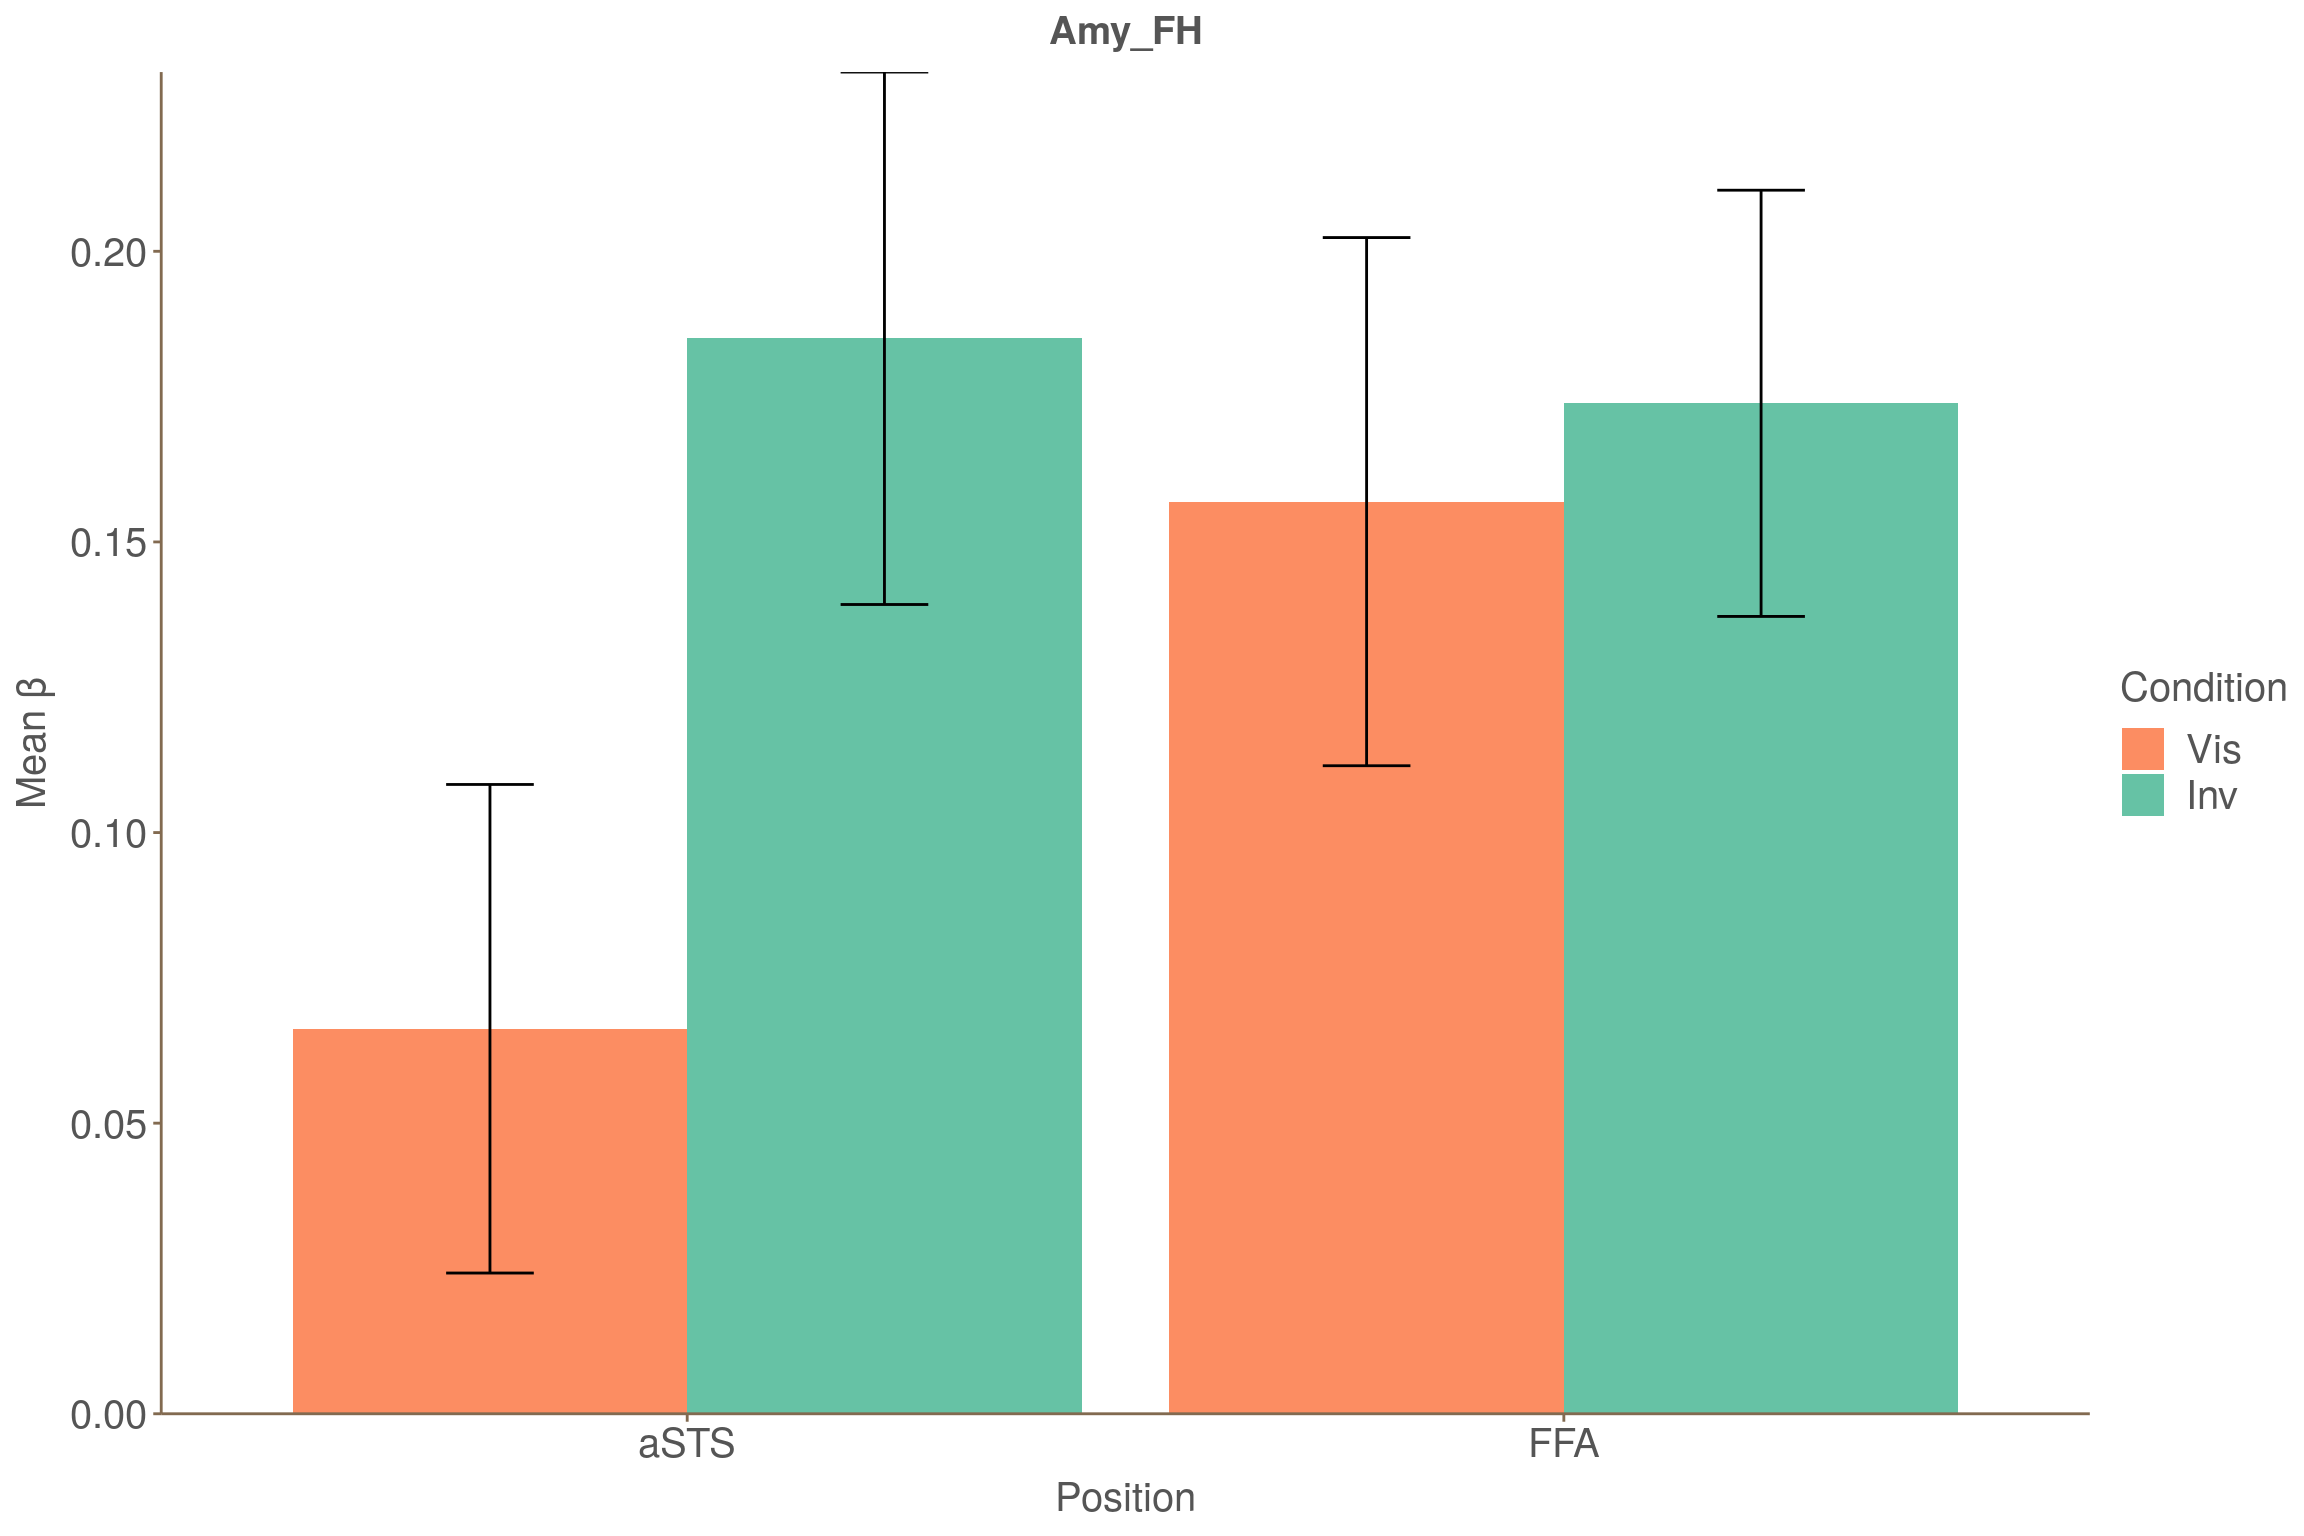 Amy_FH
Mean β
0.20
0.15
0.10
0.05
0.00
aSTS
FFA
Position
Condition
Vis
Inv